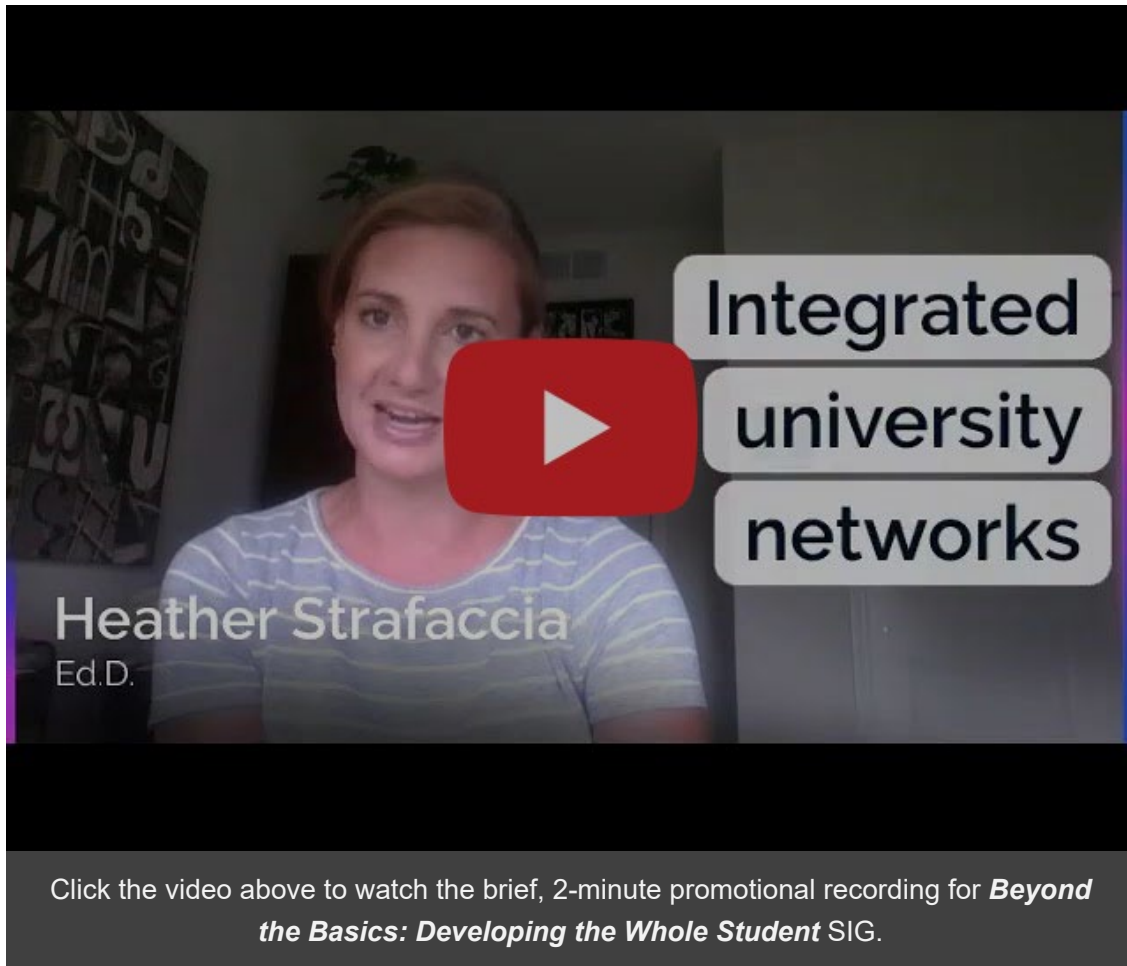 Integrated
university
networks
Heather Strafaccia
Ed.D.
Click the video above to watch the brief, 2-minute promotional recording for Beyond
the Basics: Developing the Whole Student SIG.